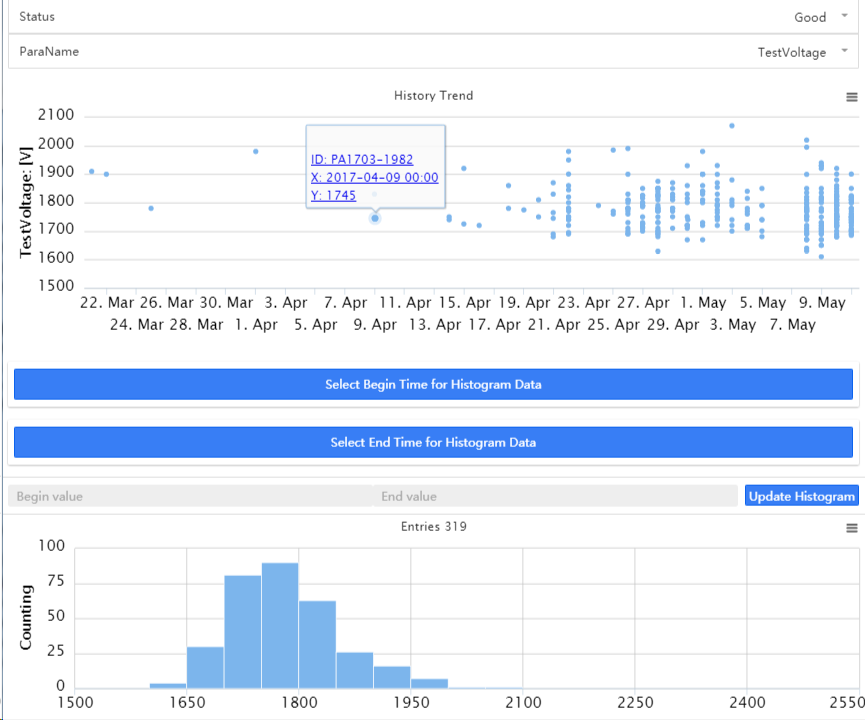 Status Good
ParaName TestVoltage
History Trend
TestVoltage: [V]
2100
2000
1900
1800
1700
1600
1500
ID: PA1703-1982
X: 2017-04-09 00:00
Y: 1745
22. Mar 26. Mar 30. Mar 3. Apr 7. Apr 11. Apr 15. Apr 19. Apr 23. Apr 27. Apr 1. May 5. May 9. May
24. Mar 28. Mar 1. Apr 5. Apr 9. Apr 13. Apr 17. Apr 21. Apr 25. Apr 29. Apr 3. May 7. May
Select Begin Time for Histogram Data
Select End Time for Histogram Data
Begin value End value Update Histogram
Entries 319
Counting
100
75
50
25
0
1500 1650 1800 1950 2100 2250 2400 2550